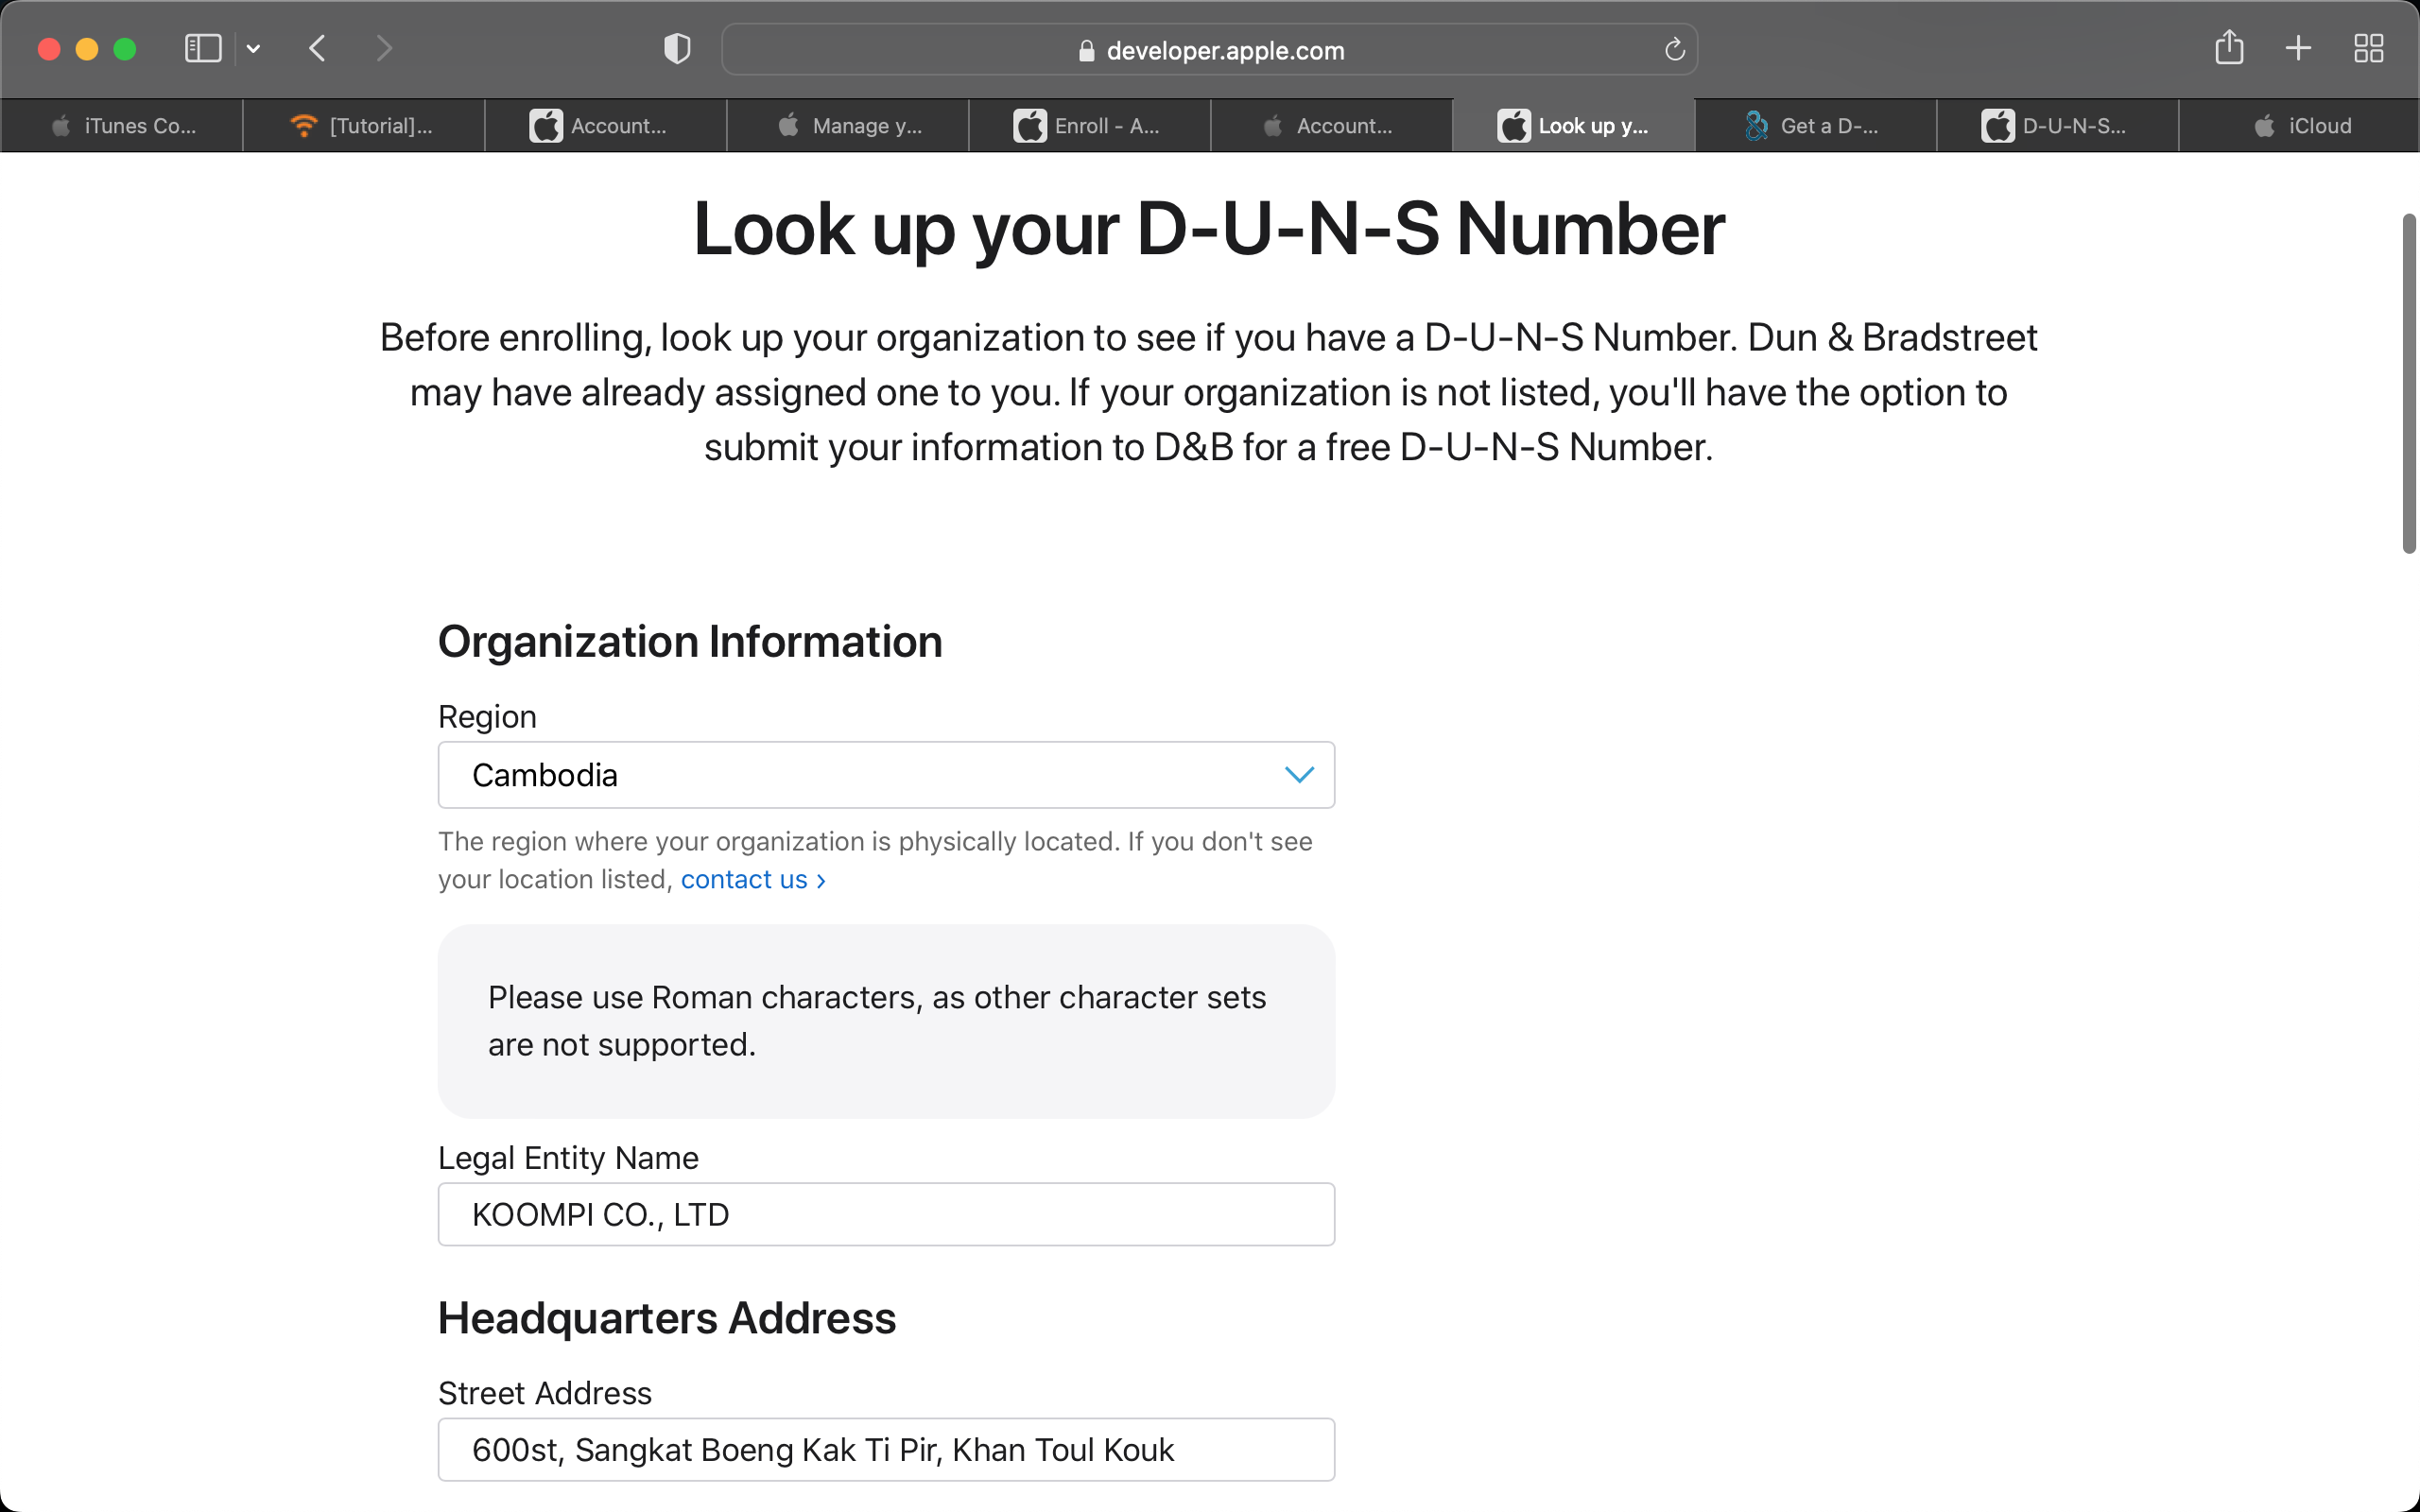 developer.apple.com
iTunes Co...
[Tutorial]...
Account...
Manage y...
Enroll - A...
Account...
Look up y...
Get a D-...
D-U-N-S...
iCloud
Look up your D-U-N-S Number
Before enrolling, look up your organization to see if you have a D-U-N-S Number. Dun & Bradstreet
may have already assigned one to you. If your organization is not listed, you'll have the option to
submit your information to D&B for a free D-U-N-S Number.
Organization Information
Region
Cambodia
The region where your organization is physically located. If you don't see
your location listed, contact us ›
Please use Roman characters, as other character sets
are not supported.
Legal Entity Name
KOOMPI CO., LTD
Headquarters Address
Street Address
600st, Sangkat Boeng Kak Ti Pir, Khan Toul Kouk